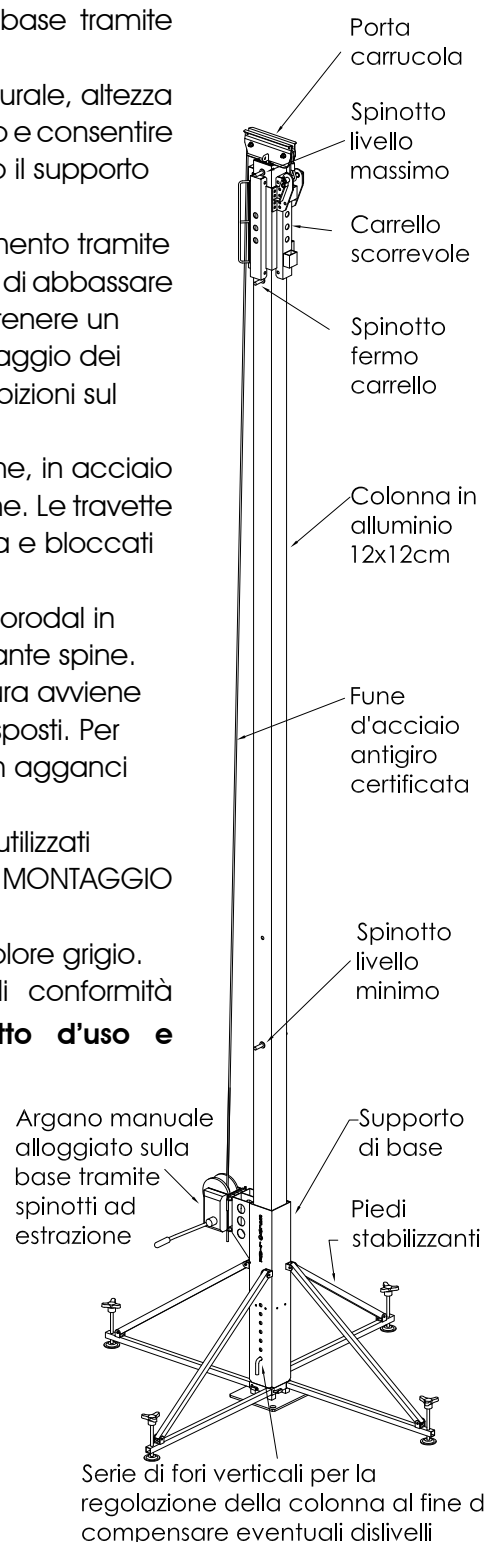 base tramite
urale, altezza
o e consentire
o il supporto
mento tramite
di abbassare
renere un
aggio dei
bizioni sul
ne, in acciaio
ne. Le travette
a e bloccati
orodal in
ante spine.
ura avviene
sposti. Per
n agganci
utilizzati
MONTAGGIO
olore grigio.
di conformità
tto d'uso e
Porta
carrucola
Spinotto
livello
massimo
Carrello
scorrevole
Spinotto
fermo
carrello
Colonna in
alluminio
12x12cm
Fune
d'acciaio
antigiro
certificata
Spinotto
livello
minimo
Argano manuale
alloggiato sulla
base tramite
spinotti ad
estrazione
Supporto
di base
Piedi
stabilizzanti
Serie di fori verticali per la
regolazione della colonna al fine d
compensare eventuali dislivelli